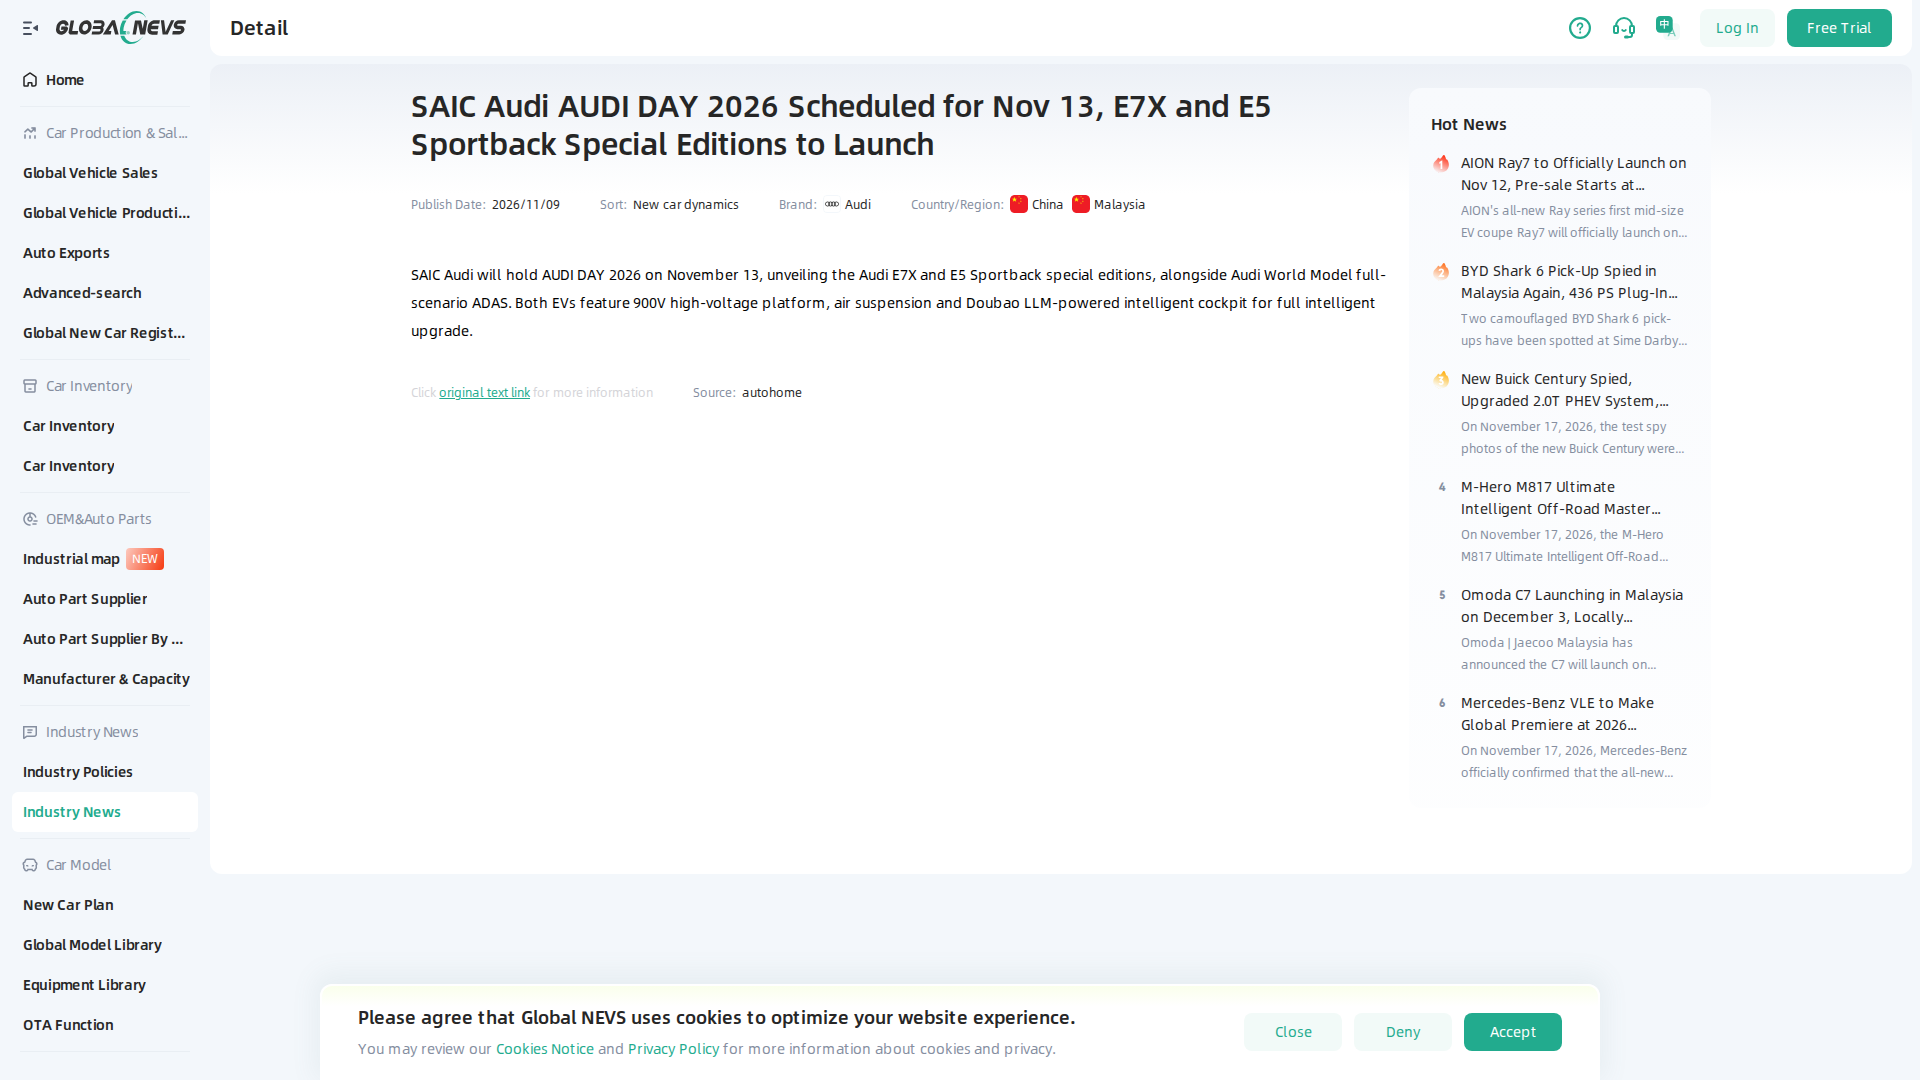 GLOBAL NEVS
Detail
中
A
Log In
Free Trial
Home
Car Production & Sal...
Global Vehicle Sales
Global Vehicle Producti...
Auto Exports
Advanced-search
Global New Car Regist...
Car Inventory
Car Inventory
Car Inventory
OEM&Auto Parts
Industrial map NEW
Auto Part Supplier
Auto Part Supplier By ...
Manufacturer & Capacity
Industry News
Industry Policies
Industry News
Car Model
New Car Plan
Global Model Library
Equipment Library
OTA Function
SAIC Audi AUDI DAY 2026 Scheduled for Nov 13, E7X and E5
Sportback Special Editions to Launch
Publish Date: 2026/11/09 Sort: New car dynamics Brand: Audi Country/Region: China Malaysia
SAIC Audi will hold AUDI DAY 2026 on November 13, unveiling the Audi E7X and E5 Sportback special editions, alongside Audi World Model full-
scenario ADAS. Both EVs feature 900V high-voltage platform, air suspension and Doubao LLM-powered intelligent cockpit for full intelligent
upgrade.
Click original text link for more information Source: autohome
Hot News
1
AION Ray7 to Officially Launch on
Nov 12, Pre-sale Starts at...
AION's all-new Ray series first mid-size
EV coupe Ray7 will officially launch on...
2
BYD Shark 6 Pick-Up Spied in
Malaysia Again, 436 PS Plug-In...
Two camouflaged BYD Shark 6 pick-
ups have been spotted at Sime Darby...
3
New Buick Century Spied,
Upgraded 2.0T PHEV System,...
On November 17, 2026, the test spy
photos of the new Buick Century were...
4
M-Hero M817 Ultimate
Intelligent Off-Road Master...
On November 17, 2026, the M-Hero
M817 Ultimate Intelligent Off-Road...
5
Omoda C7 Launching in Malaysia
on December 3, Locally...
Omoda | Jaecoo Malaysia has
announced the C7 will launch on...
6
Mercedes-Benz VLE to Make
Global Premiere at 2026...
On November 17, 2026, Mercedes-Benz
officially confirmed that the all-new...
Please agree that Global NEVS uses cookies to optimize your website experience.
You may review our Cookies Notice and Privacy Policy for more information about cookies and privacy.
Close
Deny
Accept